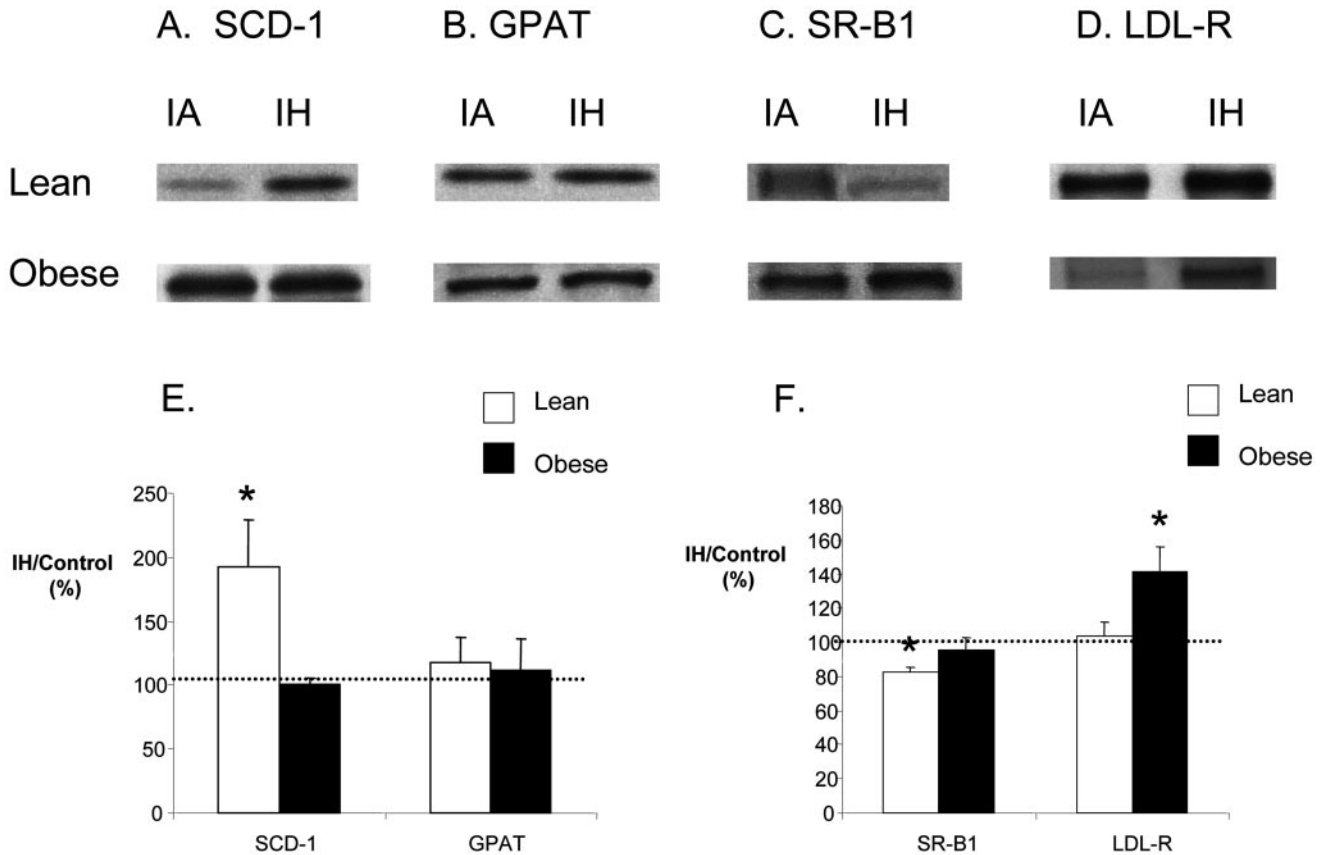 A. SCD-1 B. GPAT C. SR-B1 D. LDL-R
IA IH IA IH IA IH IA IH
Lean
Obese
E.
Lean
Obese
IH/Control
(%)
250
200
150
100
50
0
*
SCD-1 GPAT
F.
Lean
Obese
IH/Control
(%)
180
160
140
120
100
80
60
40
20
0
*
*
SR-B1 LDL-R